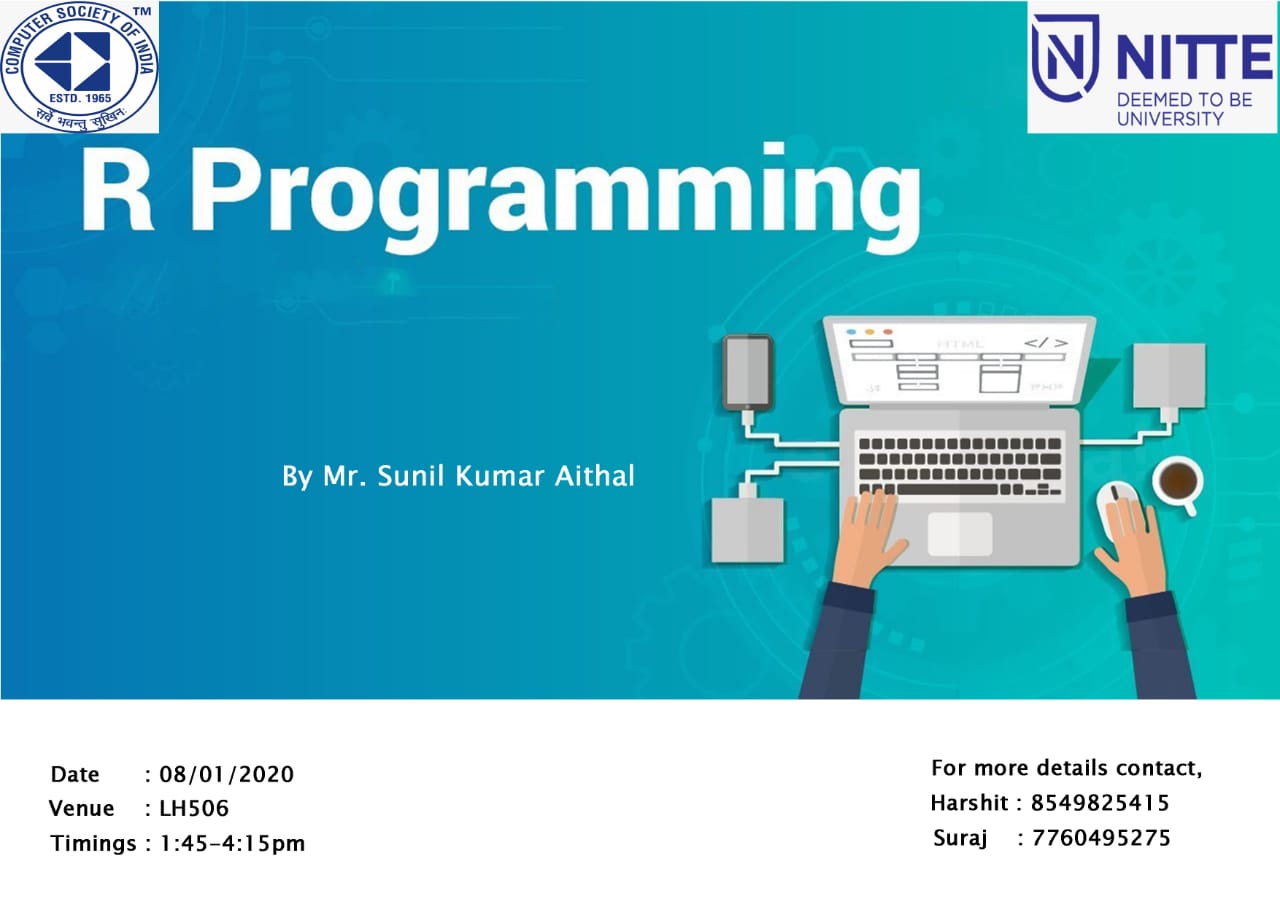 COMPUTER SOCIETY OF INDIA
TM
ESTD. 1965
सर्वे भवन्तु सुखिनः
N NITTE
DEEMED TO BE
UNIVERSITY
R Programming
HTML </>
By Mr. Sunil Kumar Aithal
Date : 08/01/2020
Venue : LH506
Timings : 1:45-4:15pm
For more details contact,
Harshit : 8549825415
Suraj : 7760495275